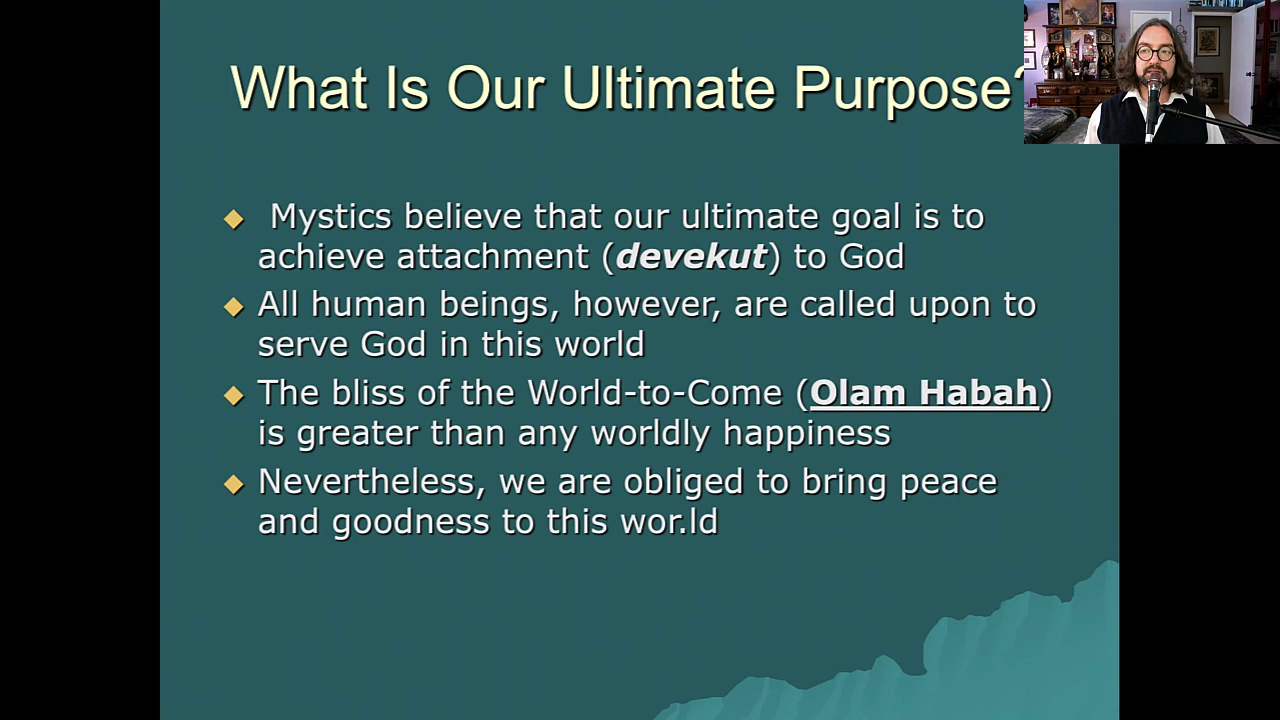 What Is Our Ultimate Purpose?
Mystics believe that our ultimate goal is to
achieve attachment (devekut) to God
All human beings, however, are called upon to
serve God in this world
The bliss of the World-to-Come (Olam Habah)
is greater than any worldly happiness
Nevertheless, we are obliged to bring peace
and goodness to this wor.ld